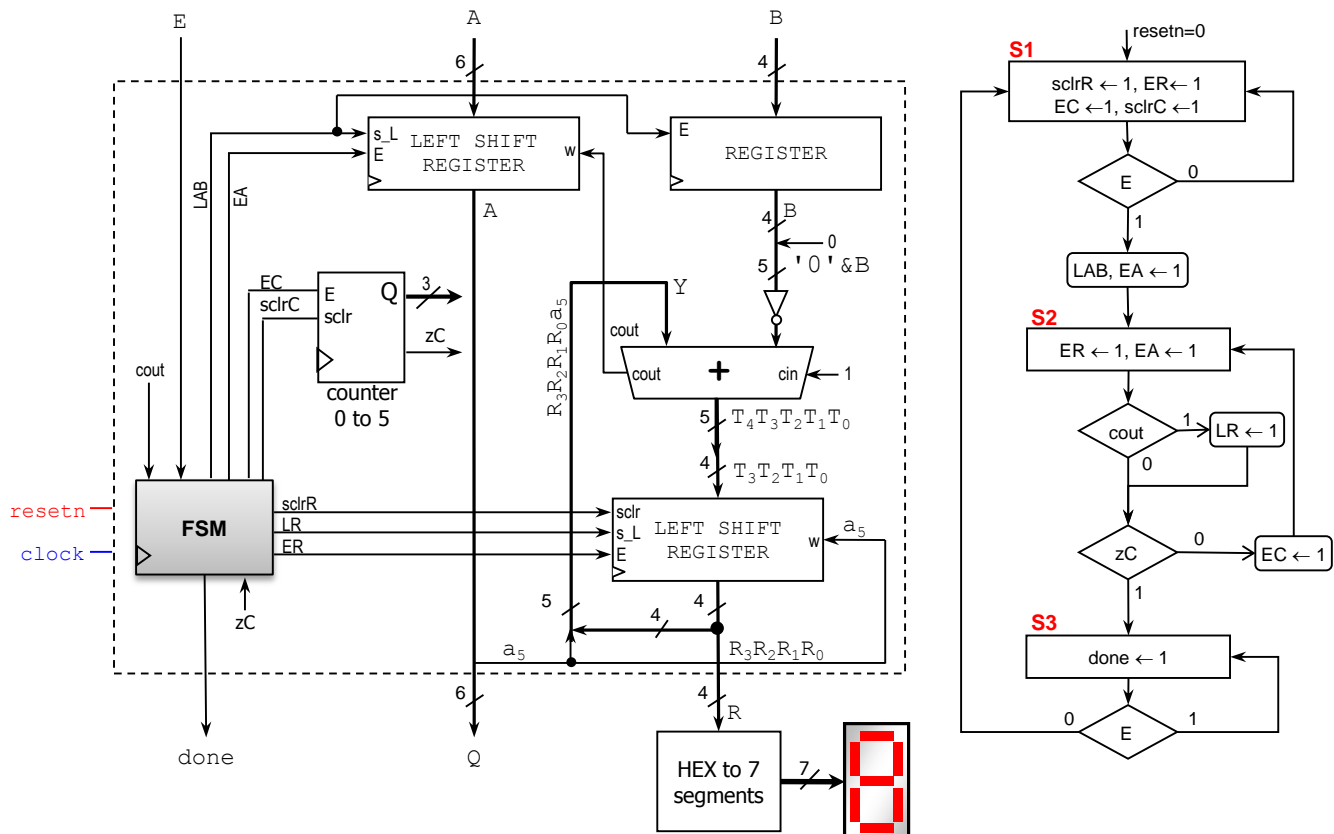 E
A
B
6
4
s_L
E
LEFT SHIFT
REGISTER
w
E
REGISTER
LAB
EA
A
4
B
0
5
'0'&B
EC
sclrC
E
sclr
Q
3
zC
counter
0 to 5
R3R2R1R0a5
Y
cout
cout
+
cin
1
5
T4T3T2T1T0
4
T3T2T1T0
cout
resetn
clock
FSM
sclrR
LR
ER
zC
sclr
s_L
E
LEFT SHIFT
REGISTER
w
a5
5
4
4
a5
R3R2R1R0
6
4
R
done
Q
HEX to 7
segments
7
resetn=0
S1
sclrR ← 1, ER← 1
EC ←1, sclrC ←1
E
0
1
LAB, EA ← 1
S2
ER ← 1, EA ← 1
cout
1
LR ← 1
0
zC
0
EC ← 1
1
S3
done ← 1
0
E
1